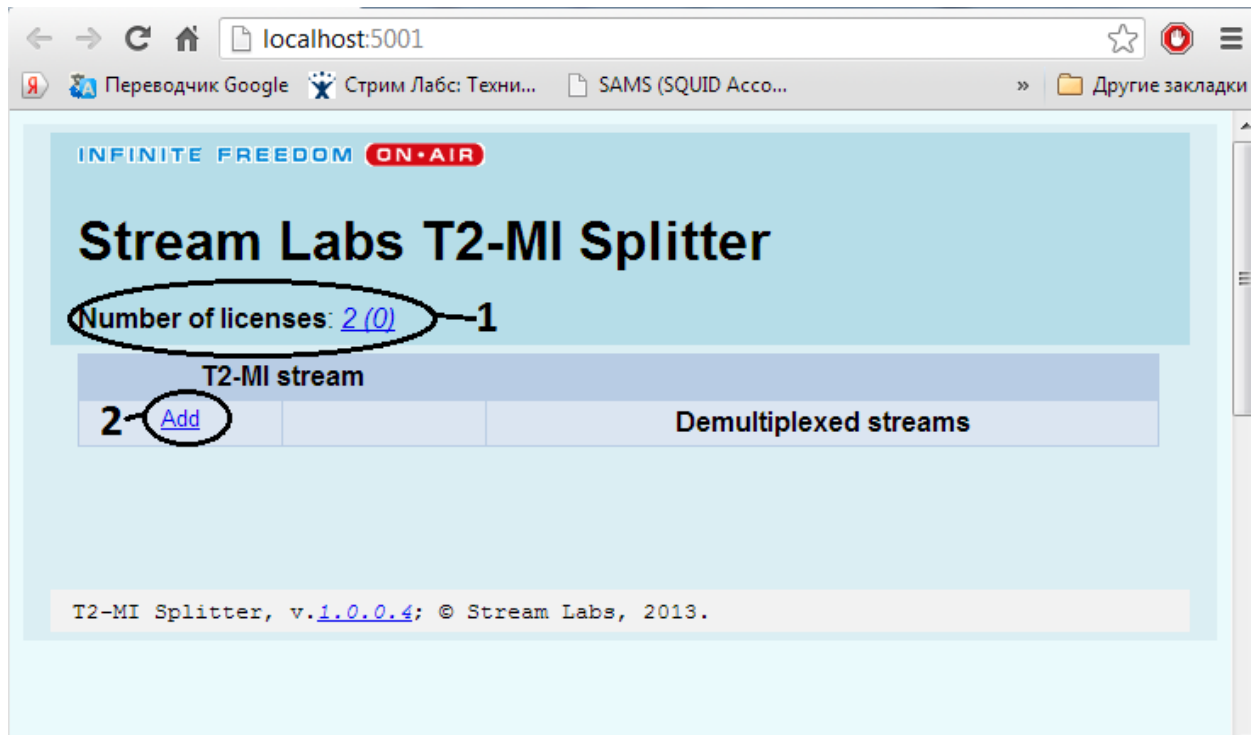 localhost:5001
Я Переводчик Google Стрим Лабс: Техни... SAMS (SQUID Acco... » Другие закладки
INFINITE FREEDOM ON•AIR
Stream Labs T2-MI Splitter
Number of licenses: 2 (0) 1
T2-MI stream
2 Add Demultiplexed streams
T2-MI Splitter, v.1.0.0.4; © Stream Labs, 2013.